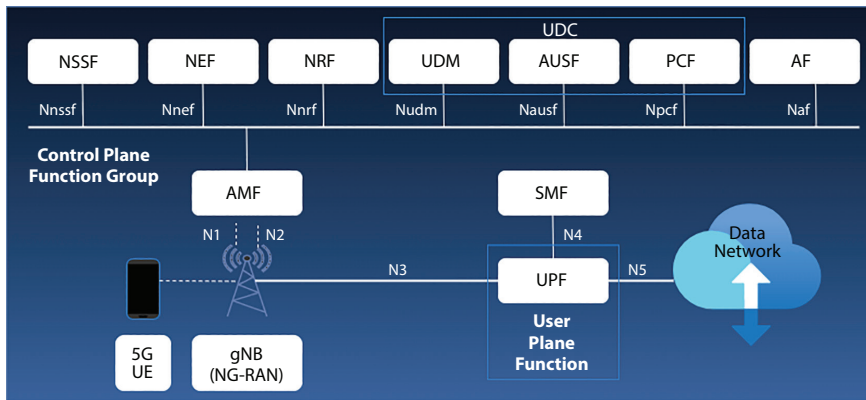 UDC
NSSF
NEF
NRF
UDM
AUSF
PCF
AF
Nnssf
Nnef
Nnrf
Nudm
Nausf
Npcf
Naf
Control Plane
Function Group
AMF
SMF
N1
N2
N4
Data
Network
N3
UPF
N5
User
Plane
Function
5G
UE
gNB
(NG-RAN)